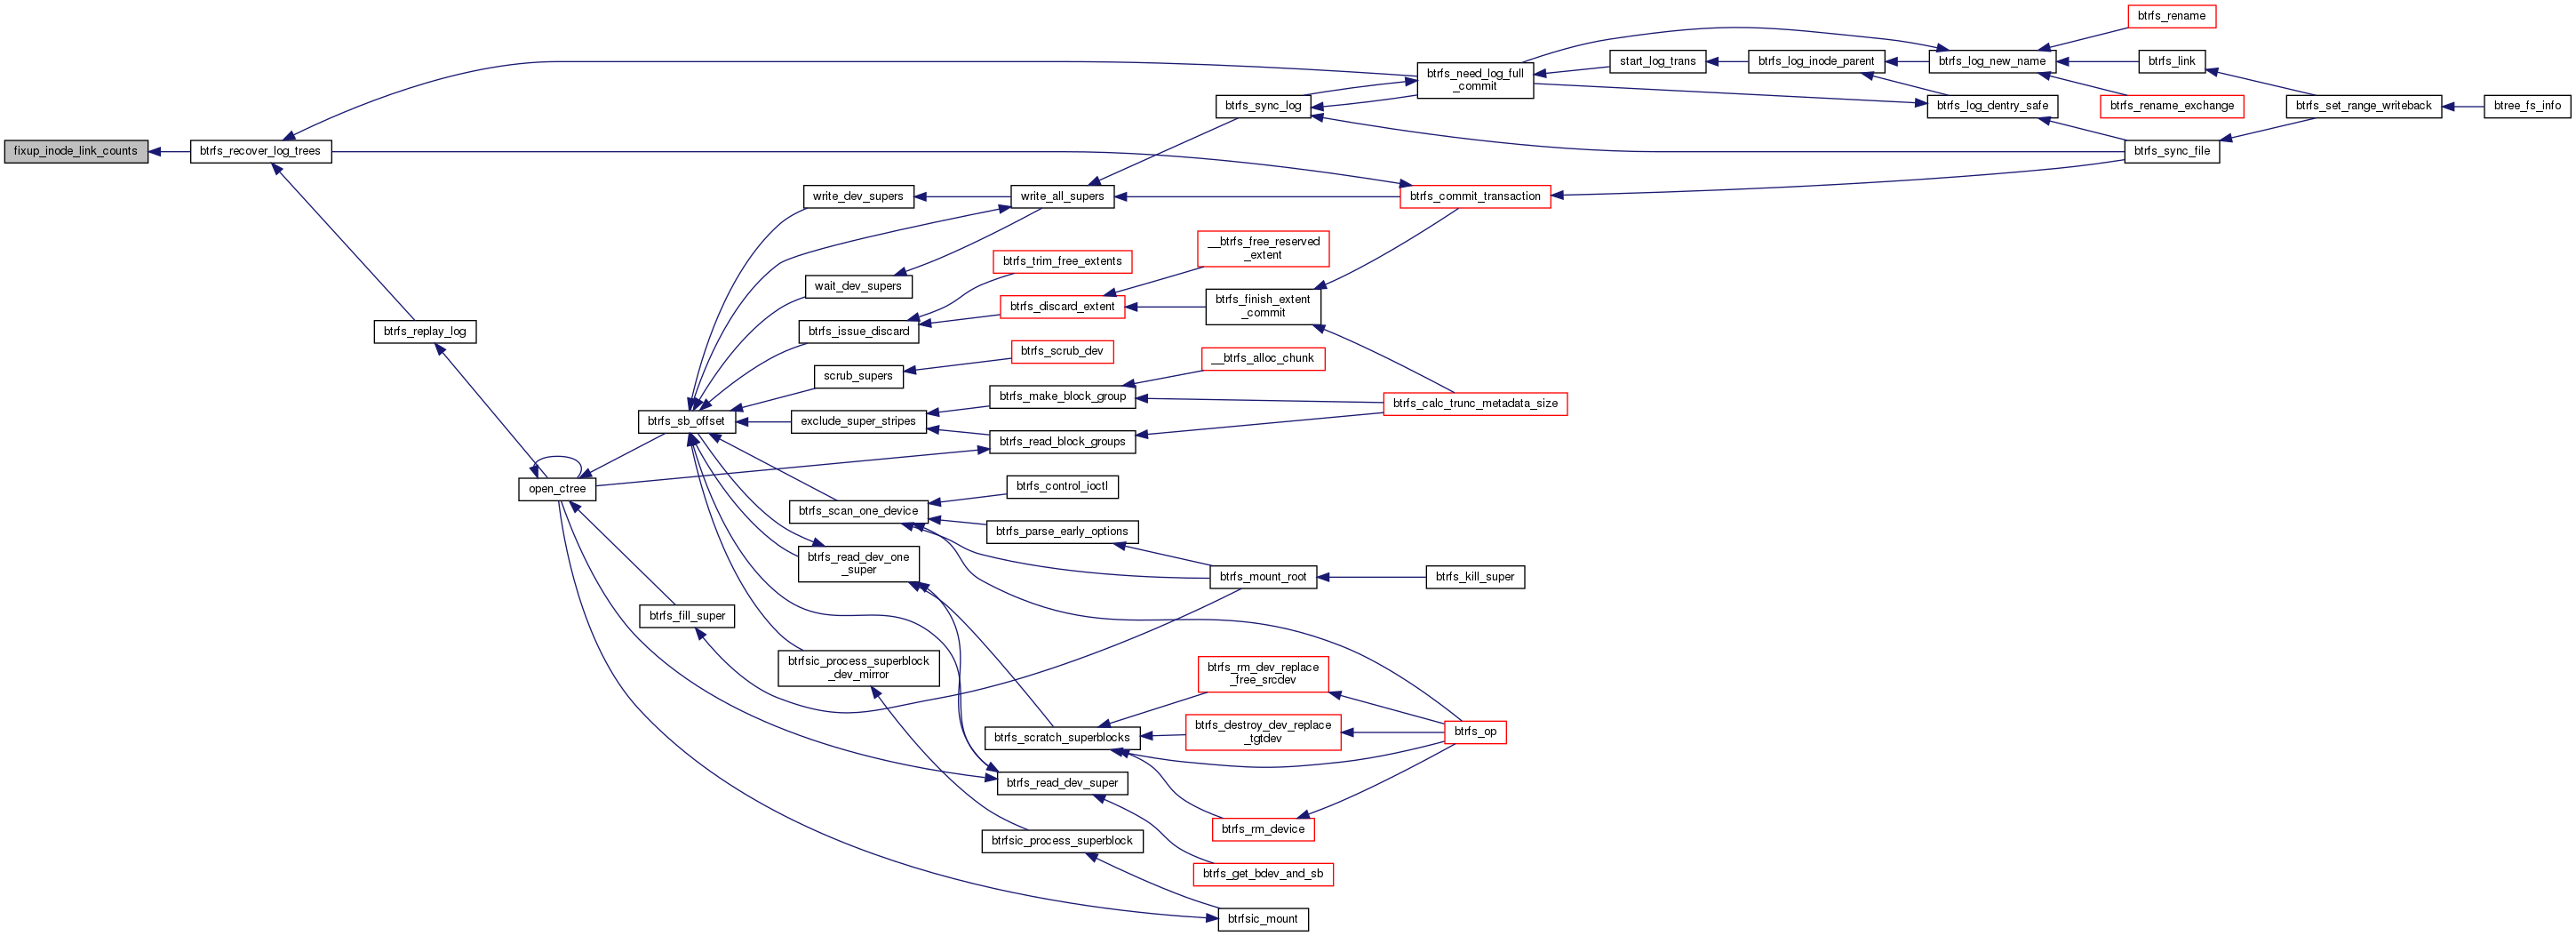 btrfs_rename
btrfs_need_log_full
_commit
start_log_trans
btrfs_log_inode_parent
btrfs_log_new_name
btrfs_link
btrfs_sync_log
btrfs_log_dentry_safe
btrfs_rename_exchange
btrfs_set_range_writeback
btree_fs_info
fixup_inode_link_counts
btrfs_recover_log_trees
btrfs_sync_file
write_dev_supers
write_all_supers
btrfs_commit_transaction
__btrfs_free_reserved
_extent
btrfs_trim_free_extents
wait_dev_supers
btrfs_discard_extent
btrfs_finish_extent
_commit
btrfs_replay_log
btrfs_issue_discard
btrfs_scrub_dev
__btrfs_alloc_chunk
scrub_supers
btrfs_make_block_group
btrfs_calc_trunc_metadata_size
btrfs_sb_offset
exclude_super_stripes
btrfs_read_block_groups
open_ctree
btrfs_control_ioctl
btrfs_scan_one_device
btrfs_parse_early_options
btrfs_read_dev_one
_super
btrfs_mount_root
btrfs_kill_super
btrfs_fill_super
btrfsic_process_superblock
_dev_mirror
btrfs_rm_dev_replace
_free_srcdev
btrfs_scratch_superblocks
btrfs_destroy_dev_replace
_tgtdev
btrfs_op
btrfs_read_dev_super
btrfs_rm_device
btrfsic_process_superblock
btrfs_get_bdev_and_sb
btrfsic_mount